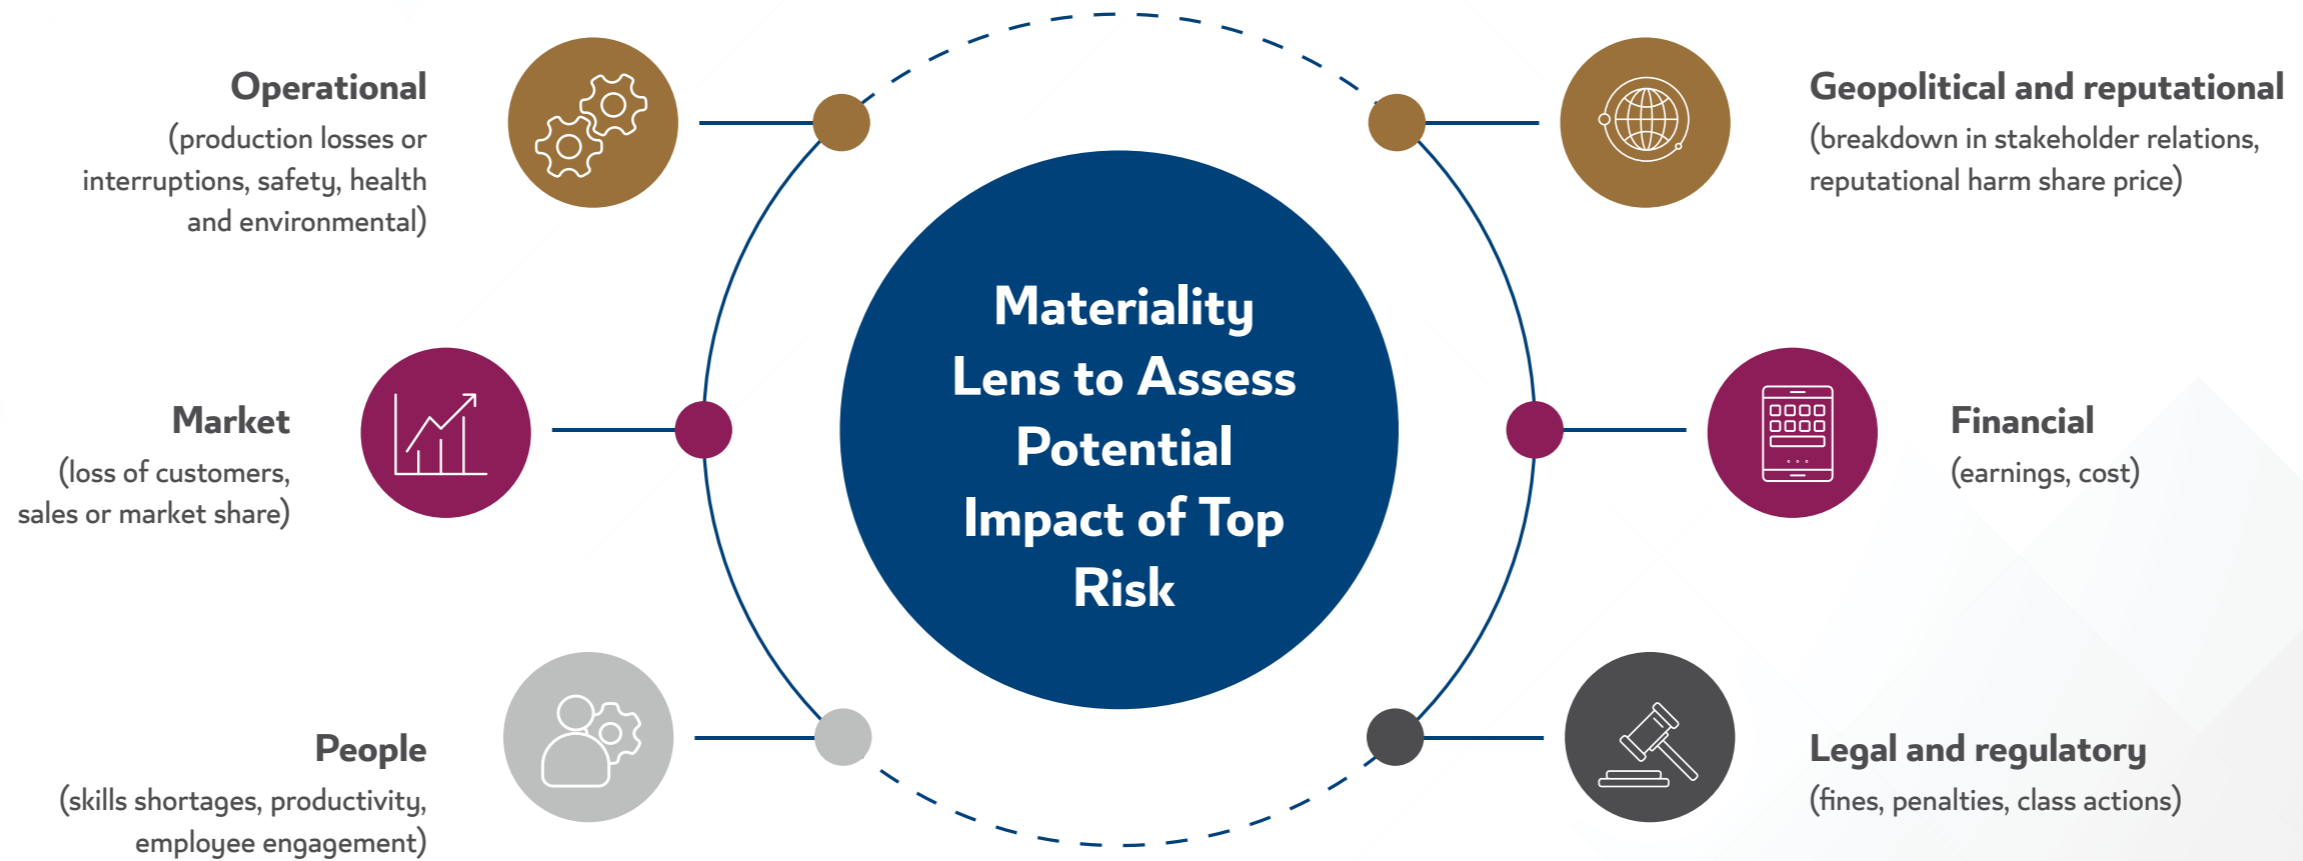 Operational
(production losses or
interruptions, safety, health
and environmental)
Market
(loss of customers,
sales or market share)
People
(skills shortages, productivity,
employee engagement)
Materiality
Lens to Assess
Potential
Impact of Top
Risk
Geopolitical and reputational
(breakdown in stakeholder relations,
reputational harm share price)
Financial
(earnings, cost)
Legal and regulatory
(fines, penalties, class actions)